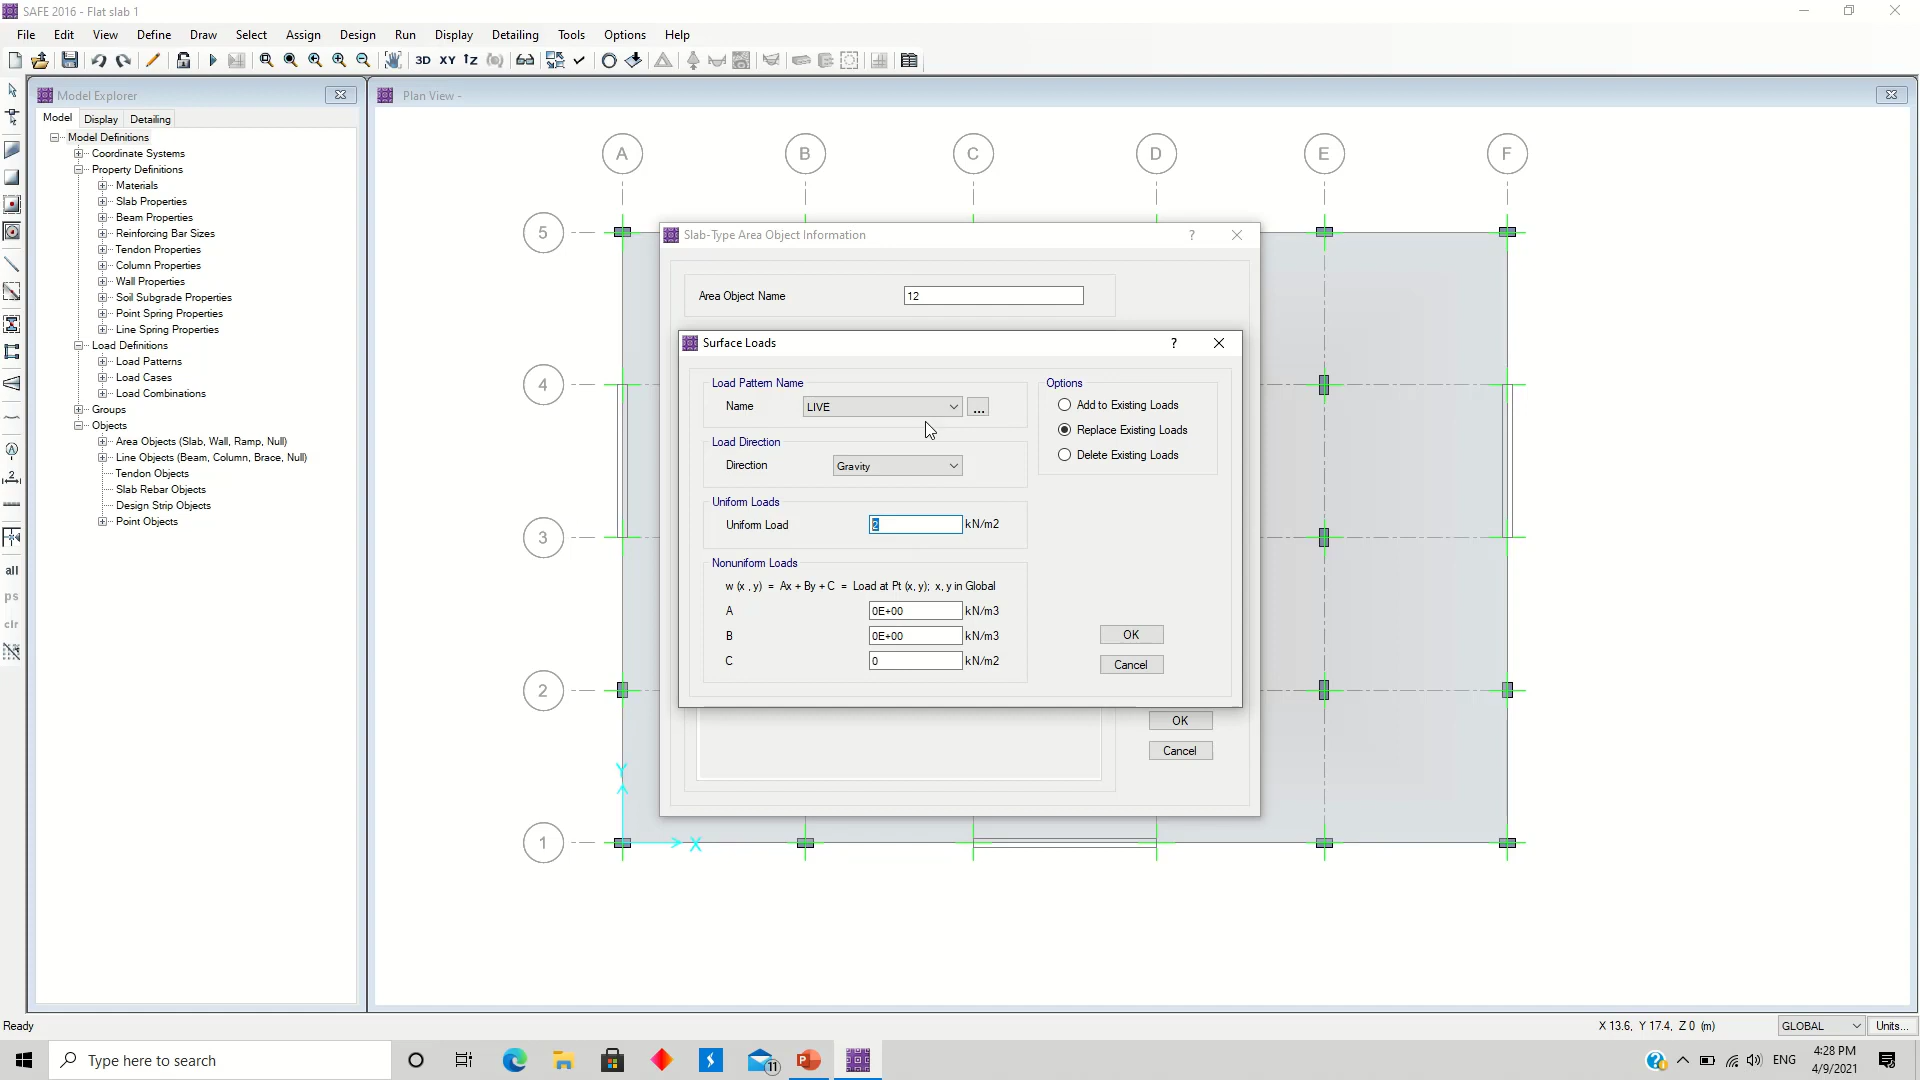 SAFE 2016 - Flat slab 1
File Edit View Define Draw Select Assign Design Run Display Detailing Tools Options Help
3D XY
Model Explorer
Plan View -
Model Display Detailing
Model Definitions
Coordinate Systems
Property Definitions
Materials
Slab Properties
Beam Properties
Reinforcing Bar Sizes
Tendon Properties
Column Properties
Wall Properties
Soil Subgrade Properties
Point Spring Properties
Line Spring Properties
Load Definitions
Load Patterns
Load Cases
Load Combinations
Groups
Objects
Area Objects (Slab, Wall, Ramp, Null)
Line Objects (Beam, Column, Brace, Null)
Tendon Objects
Slab Rebar Objects
Design Strip Objects
Point Objects
all
ps
clr
A B C D E F
5
4
3
2
1
Y
X
Slab-Type Area Object Information ?
Area Object Name 12
Surface Loads ?
Load Pattern Name
Name LIVE ...
Load Direction
Direction Gravity
Uniform Loads
Uniform Load 2 kN/m2
Nonuniform Loads
w (x , y) = Ax + By + C = Load at Pt (x, y); x, y in Global
A 0E+00 kN/m3
B 0E+00 kN/m3
C 0 kN/m2
Options
Add to Existing Loads
Replace Existing Loads
Delete Existing Loads
OK
Cancel
OK
Cancel
Ready
X 13.6, Y 17.4, Z 0 (m) GLOBAL Units...
Type here to search
11
ENG
4:28 PM
4/9/2021